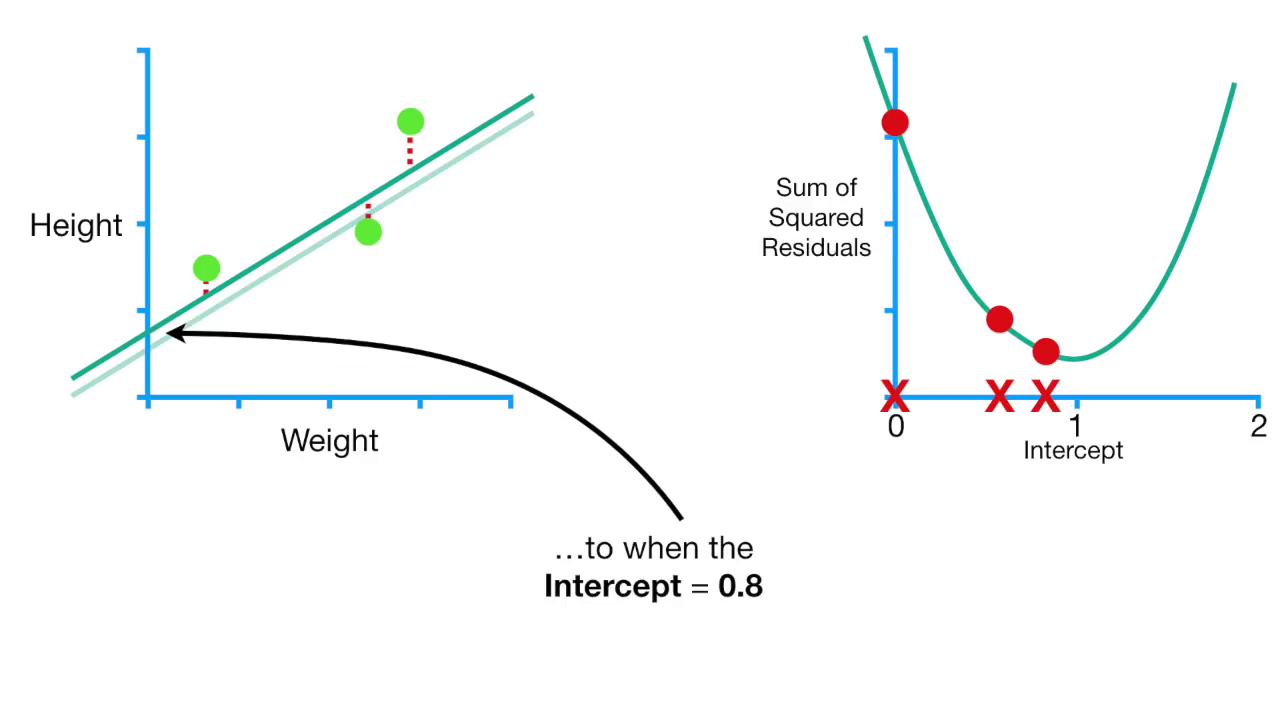 Height
Weight
Sum of
Squared
Residuals
X X X
0 1 2
Intercept
…to when the
Intercept = 0.8